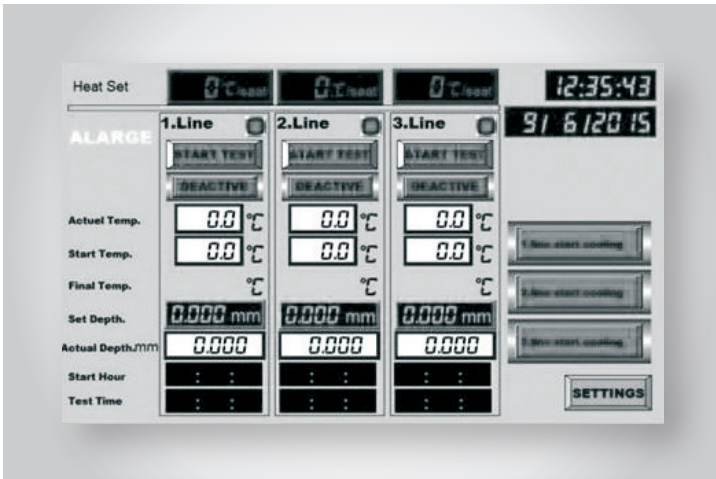 Heat Set 0 ℃/saat 0 ℃/saat 0 ℃/saat 12:35:43
9/ 6/2015
ALARGE 1.Line 2.Line 3.Line
START TEST START TEST START TEST
DEACTIVE DEACTIVE DEACTIVE
Actuel Temp. 0.0 ℃ 0.0 ℃ 0.0 ℃
1.line start cooling
Start Temp. 0.0 ℃ 0.0 ℃ 0.0 ℃
Final Temp. ℃ ℃ ℃
2.line start cooling
Set Depth. 0.000 mm 0.000 mm 0.000 mm
Actual Depth.mm 0.000 0.000 0.000
3.line start cooling
Start Hour : : : : : :
Test Time : : : : : :
SETTINGS